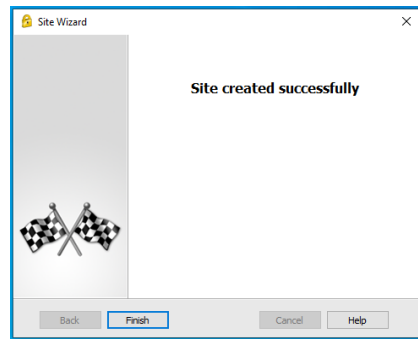 Site Wizard
Site created successfully
Back
Finish
Cancel
Help